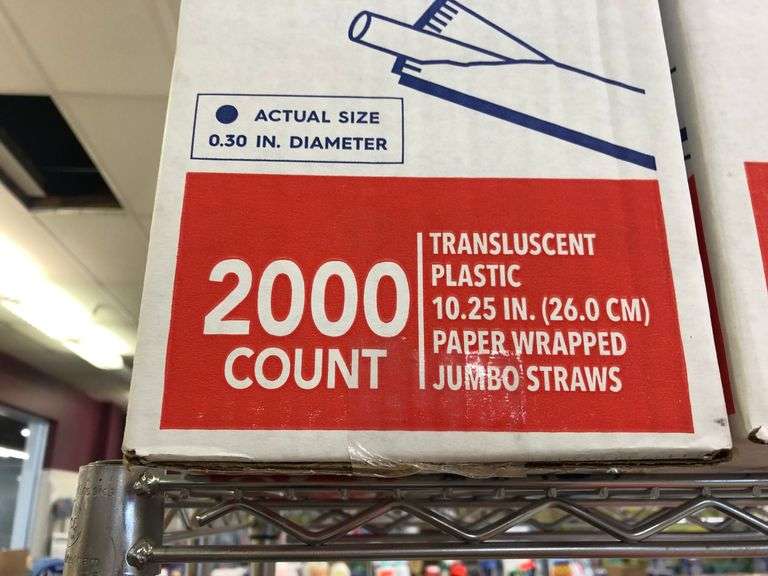 ACTUAL SIZE
0.30 IN. DIAMETER
2000
COUNT
TRANSLUSCENT
PLASTIC
10.25 IN. (26.0 CM)
PAPER WRAPPED
JUMBO STRAWS